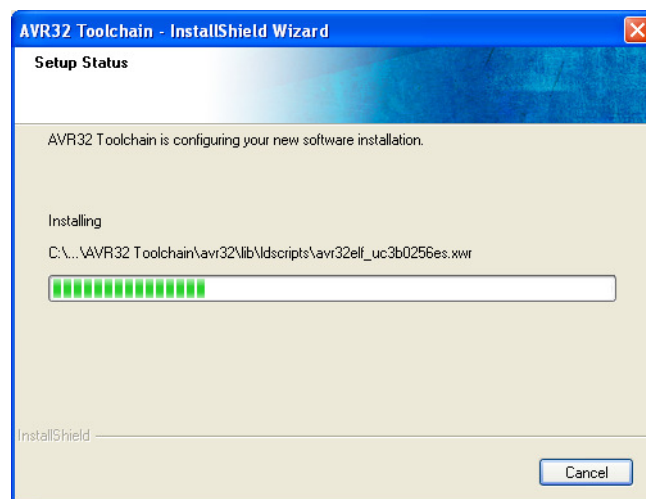 AVR32 Toolchain - InstallShield Wizard
Setup Status
AVR32 Toolchain is configuring your new software installation.
Installing
C:\...\AVR32 Toolchain\avr32\lib\ldscripts\avr32elf_uc3b0256es.xwr
InstallShield
Cancel